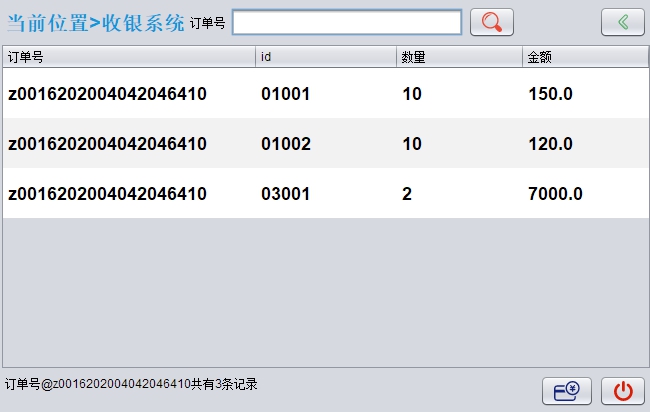 当前位置>收银系统 订单号
订单号 id 数量 金额
z0016202004042046410 01001 10 150.0
z0016202004042046410 01002 10 120.0
z0016202004042046410 03001 2 7000.0
订单号@z0016202004042046410共有3条记录
¥